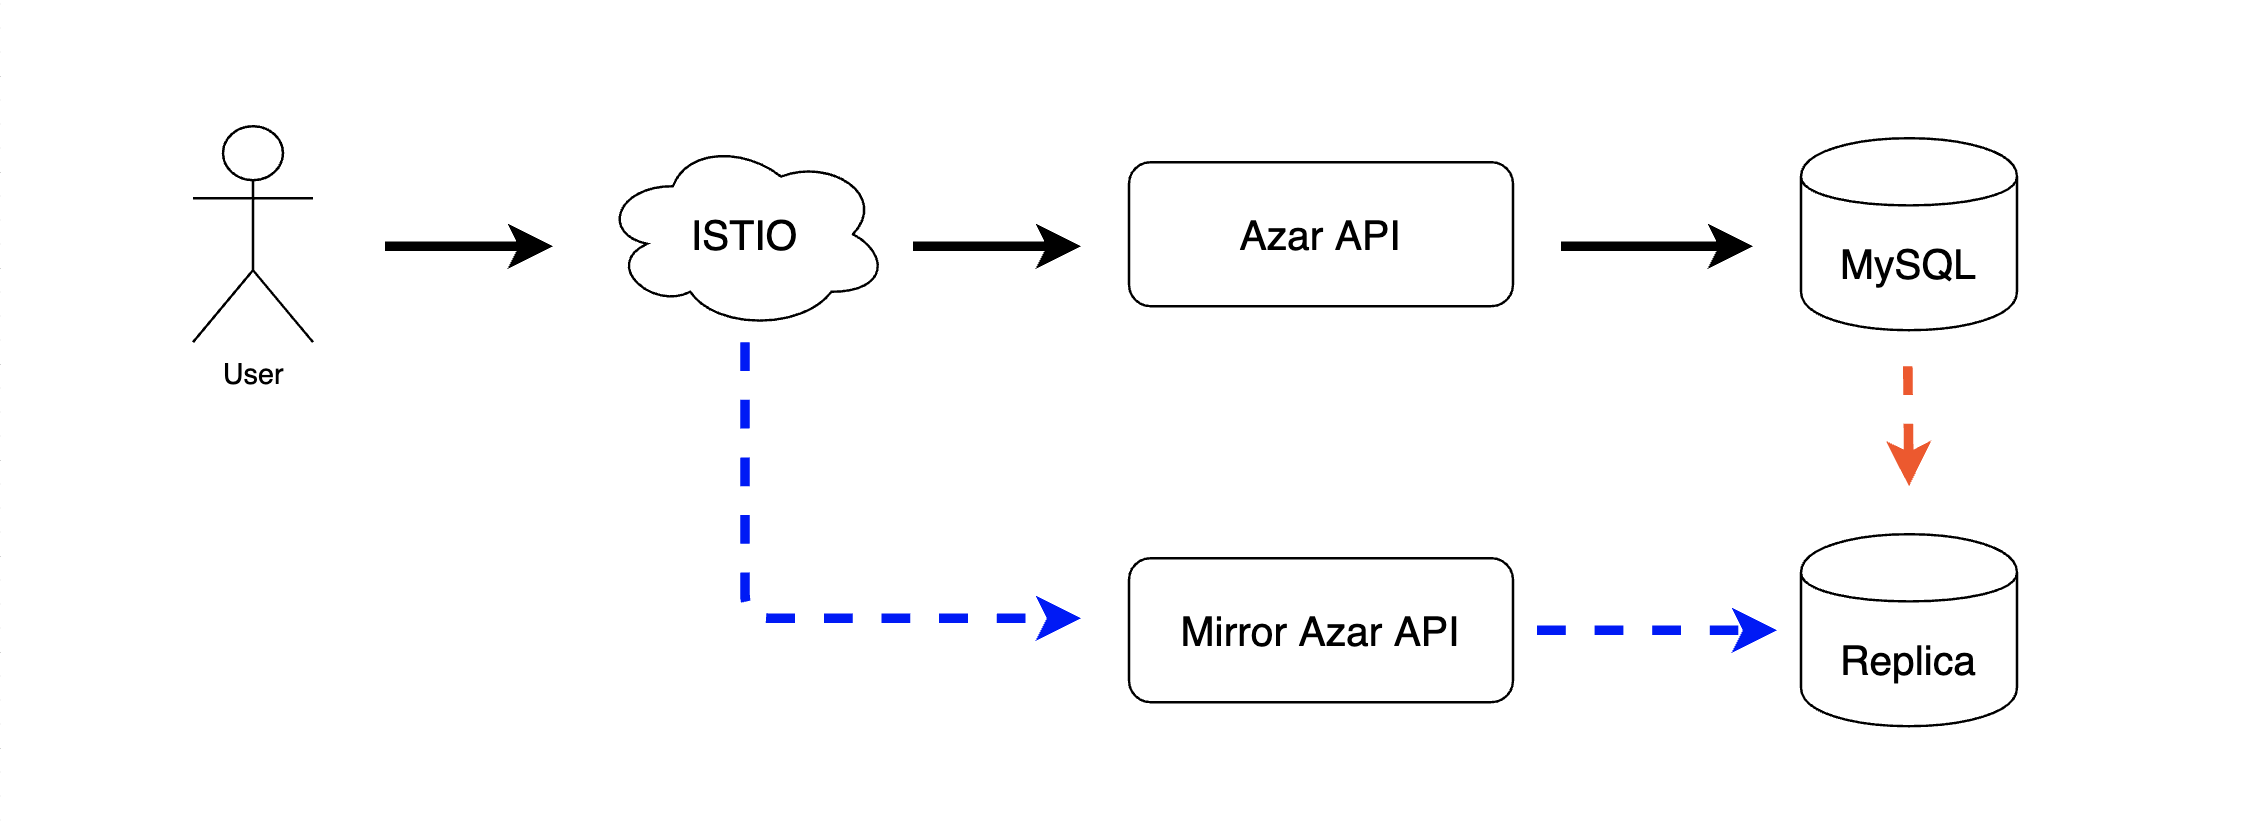 User
ISTIO
Azar API
MySQL
Mirror Azar API
Replica